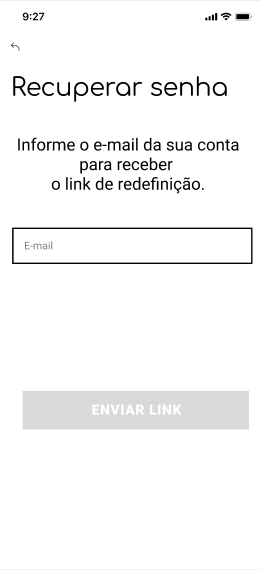 9:27
Recuperar senha
Informe o e-mail da sua conta
para receber
o link de redefinição.
E-mail
ENVIAR LINK